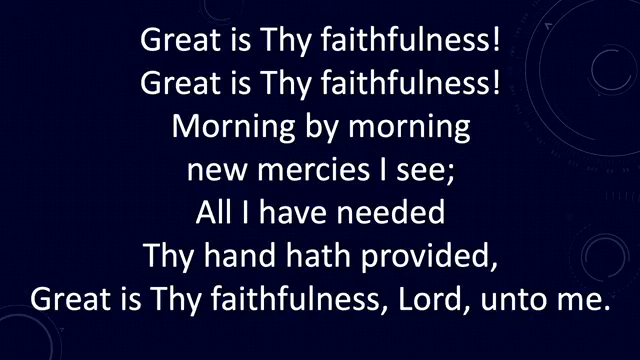 Great is Thy faithfulness!
Great is Thy faithfulness!
Morning by morning
new mercies I see;
All I have needed
Thy hand hath provided,
Great is Thy faithfulness, Lord, unto me.